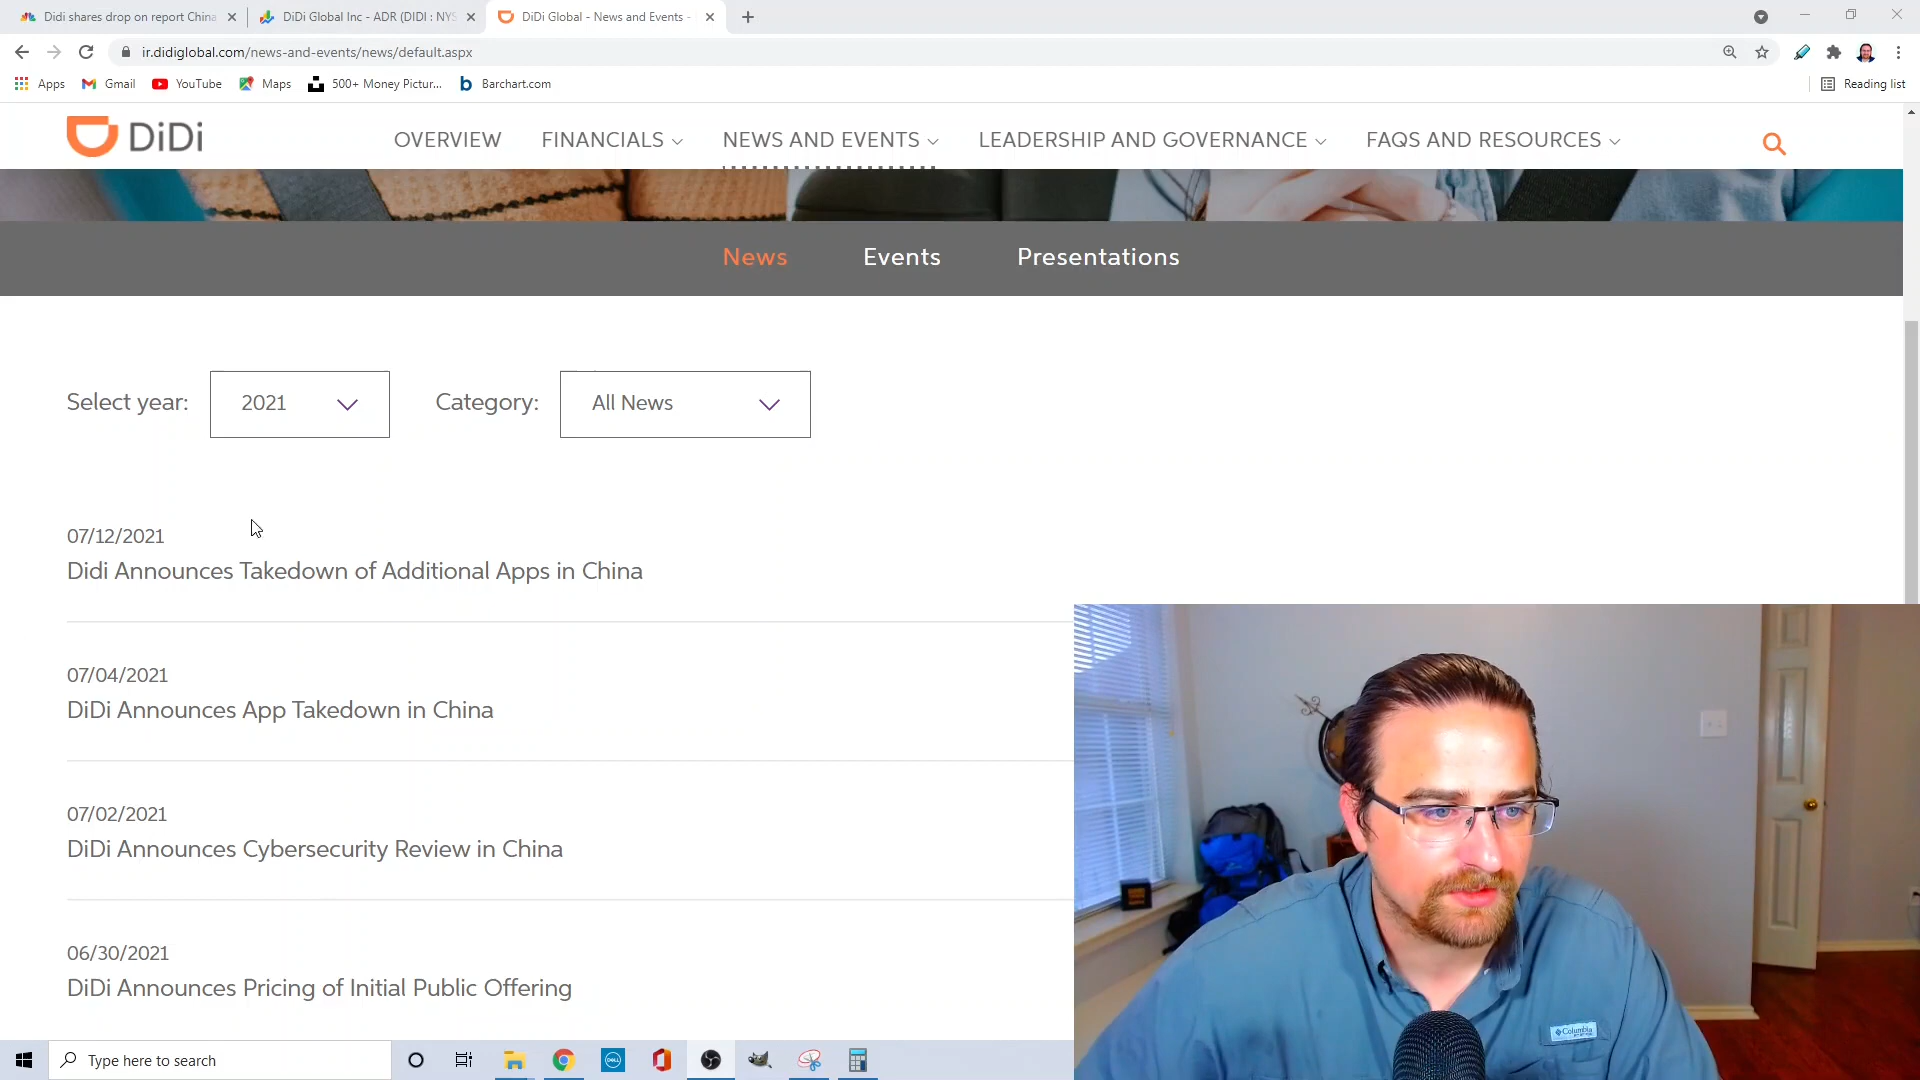 Didi shares drop on report China
DiDi Global Inc - ADR (DIDI : NYS
DiDi Global - News and Events -
ir.didiglobal.com/news-and-events/news/default.aspx
Apps
Gmail
YouTube
Maps
500+ Money Pictur...
Barchart.com
Reading list
DiDi
OVERVIEW
FINANCIALS
NEWS AND EVENTS
LEADERSHIP AND GOVERNANCE
FAQS AND RESOURCES
News
Events
Presentations
Select year:
2021
Category:
All News
07/12/2021
Didi Announces Takedown of Additional Apps in China
07/04/2021
DiDi Announces App Takedown in China
07/02/2021
DiDi Announces Cybersecurity Review in China
06/30/2021
DiDi Announces Pricing of Initial Public Offering
Columbia
Type here to search
DELL